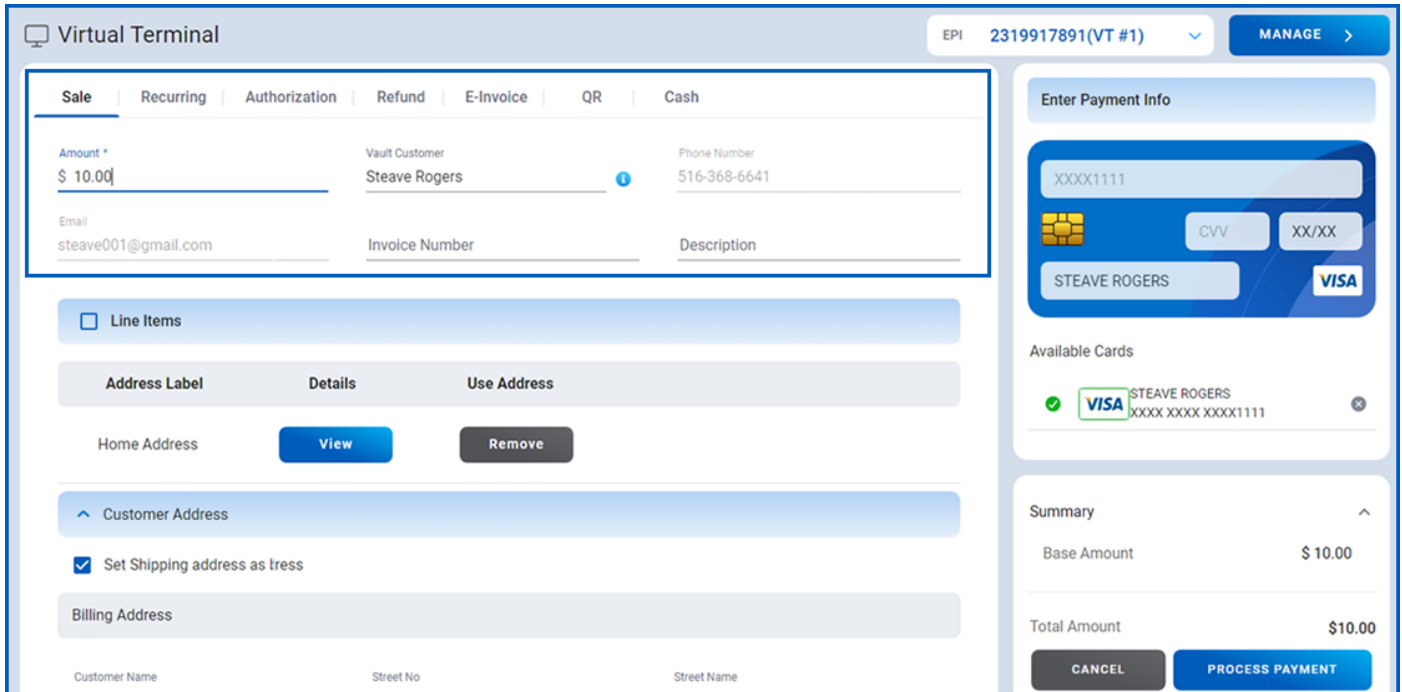 Virtual Terminal
EPI 2319917891(VT #1) MANAGE
Sale Recurring Authorization Refund E-Invoice QR Cash
Amount * Vault Customer Phone Number
$ 10.00 Steave Rogers 516-368-6641
Email
steave001@gmail.com Invoice Number Description
Line Items
Address Label Details Use Address
Home Address View Remove
Customer Address
Set Shipping address as tress
Billing Address
Customer Name Street No Street Name
Enter Payment Info
XXXX1111
CVV XX/XX
STEAVE ROGERS VISA
Available Cards
VISA STEAVE ROGERS
XXXX XXXX XXXX1111
Summary
Base Amount $ 10.00
Total Amount $10.00
CANCEL PROCESS PAYMENT